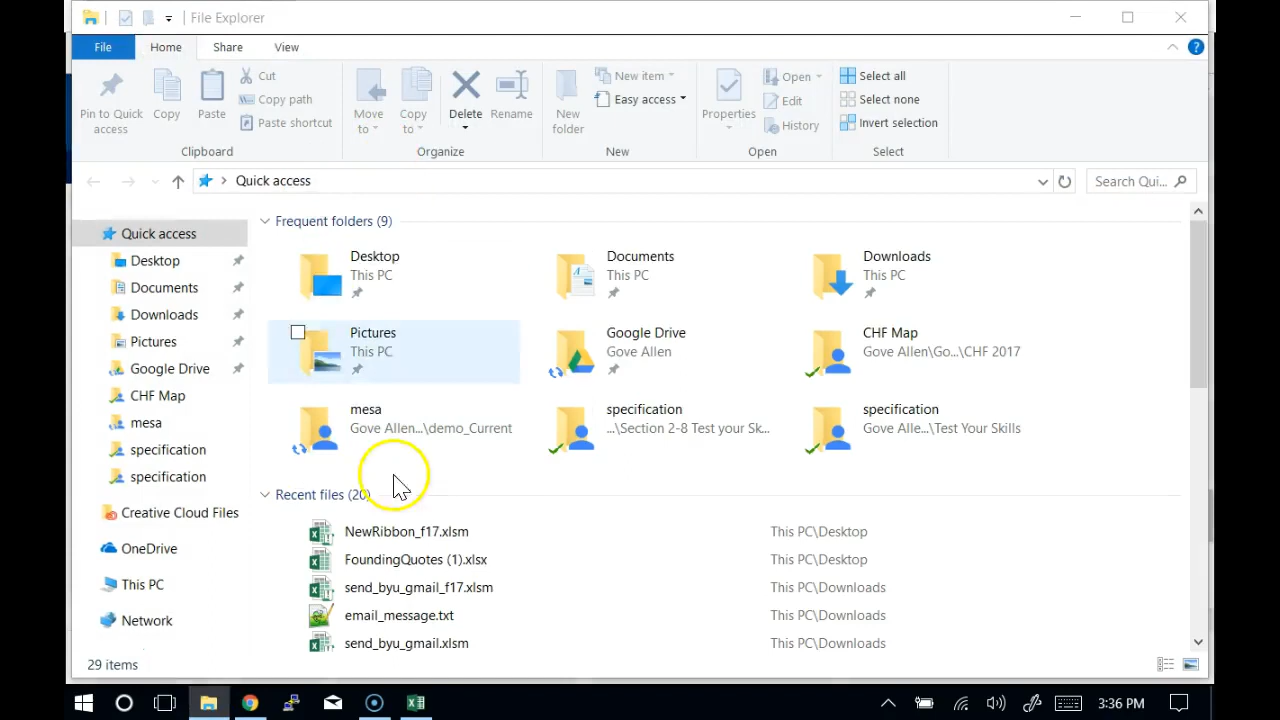 File Explorer
File Home Share View
Pin to Quick access
Copy
Paste
Cut
Copy path
Paste shortcut
Clipboard
Move to
Copy to
Delete
Rename
Organize
New folder
New item
Easy access
New
Properties
Open
Edit
History
Open
Select all
Select none
Invert selection
Select
Quick access
Search Qui...
Quick access
Desktop
Documents
Downloads
Pictures
Google Drive
CHF Map
mesa
specification
specification
Creative Cloud Files
OneDrive
This PC
Network
Frequent folders (9)
Desktop
This PC
Documents
This PC
Downloads
This PC
Pictures
This PC
Google Drive
Gove Allen
CHF Map
Gove Allen\Go...\CHF 2017
mesa
Gove Allen...\demo_Current
specification
...\Section 2-8 Test your Sk...
specification
Gove Alle...\Test Your Skills
Recent files (20)
NewRibbon_f17.xlsm This PC\Desktop
FoundingQuotes (1).xlsx This PC\Desktop
send_byu_gmail_f17.xlsm This PC\Downloads
email_message.txt This PC\Downloads
send_byu_gmail.xlsm This PC\Downloads
29 items
3:36 PM